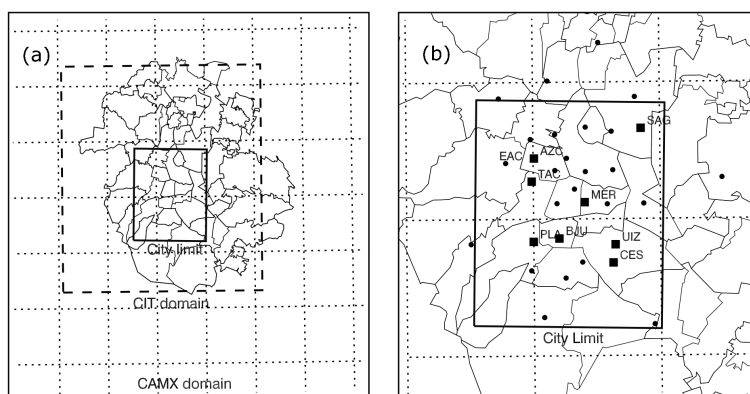 (a)
City limit
CIT domain
CAMX domain
(b)
SAG
EAC AZC
TAC
MER
PLA BJU UIZ
CES
City Limit